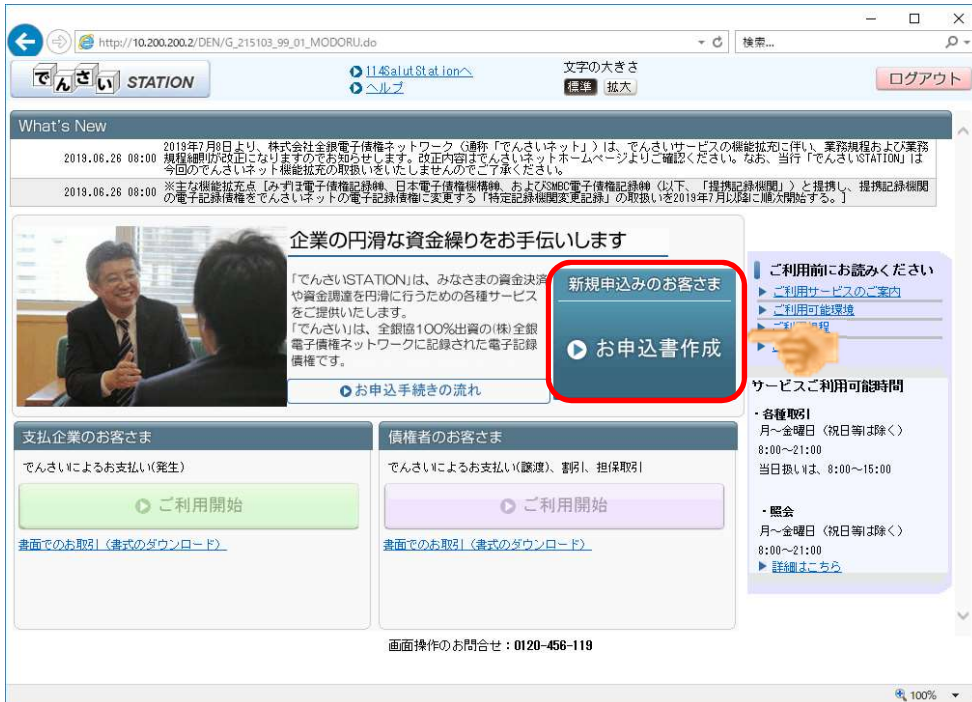 http://10.200.200.2/DEN/G_215103_99_01_MODORU.do
検索...
でんさい STATION
114SalutStationへ
ヘルプ
文字の大きさ
標準 拡大
ログアウト
What's New
2019.06.26 08:00 2019年7月8日より、株式会社全銀電子債権ネットワーク（通称「でんさいネット」）は、でんさいサービスの機能拡充に伴い、業務規程および業務
規程細則が改正になりますのでお知らせします。改正内容はでんさいネットホームページよりご確認ください。なお、当行「でんさいSTATION」は
今回のでんさいネット機能拡充の取扱いをいたしませんのでご了承ください。
2019.06.26 08:00 ※主な機能拡充点【みずほ電子債権記録㈱、日本電子債権機構㈱、およびSMBC電子債権記録㈱（以下、「提携記録機関」）と提携し、提携記録機関
の電子記録債権をでんさいネットの電子記録債権に変更する「特定記録機関変更記録」の取扱いを2019年7月以降に順次開始する。】
企業の円滑な資金繰りをお手伝いします
「でんさいSTATION」は、みなさまの資金決済
や資金調達を円滑に行うための各種サービス
をご提供いたします。
「でんさい」は、全銀協100%出資の(株)全銀
電子債権ネットワークに記録された電子記録
債権です。
お申込手続きの流れ
新規申込みのお客さま
お申込書作成
ご利用前にお読みください
ご利用サービスのご案内
ご利用可能環境
サービスご利用可能時間
・各種取引
月～金曜日（祝日等は除く）
8:00～21:00
当日扱いは、8:00～15:00
・照会
月～金曜日（祝日等は除く）
8:00～21:00
詳細はこちら
支払企業のお客さま
でんさいによるお支払い(発生)
ご利用開始
書面でのお取引（書式のダウンロード）
債権者のお客さま
でんさいによるお支払い(譲渡)、割引、担保取引
ご利用開始
書面でのお取引（書式のダウンロード）
画面操作のお問合せ：0120-456-119
100%